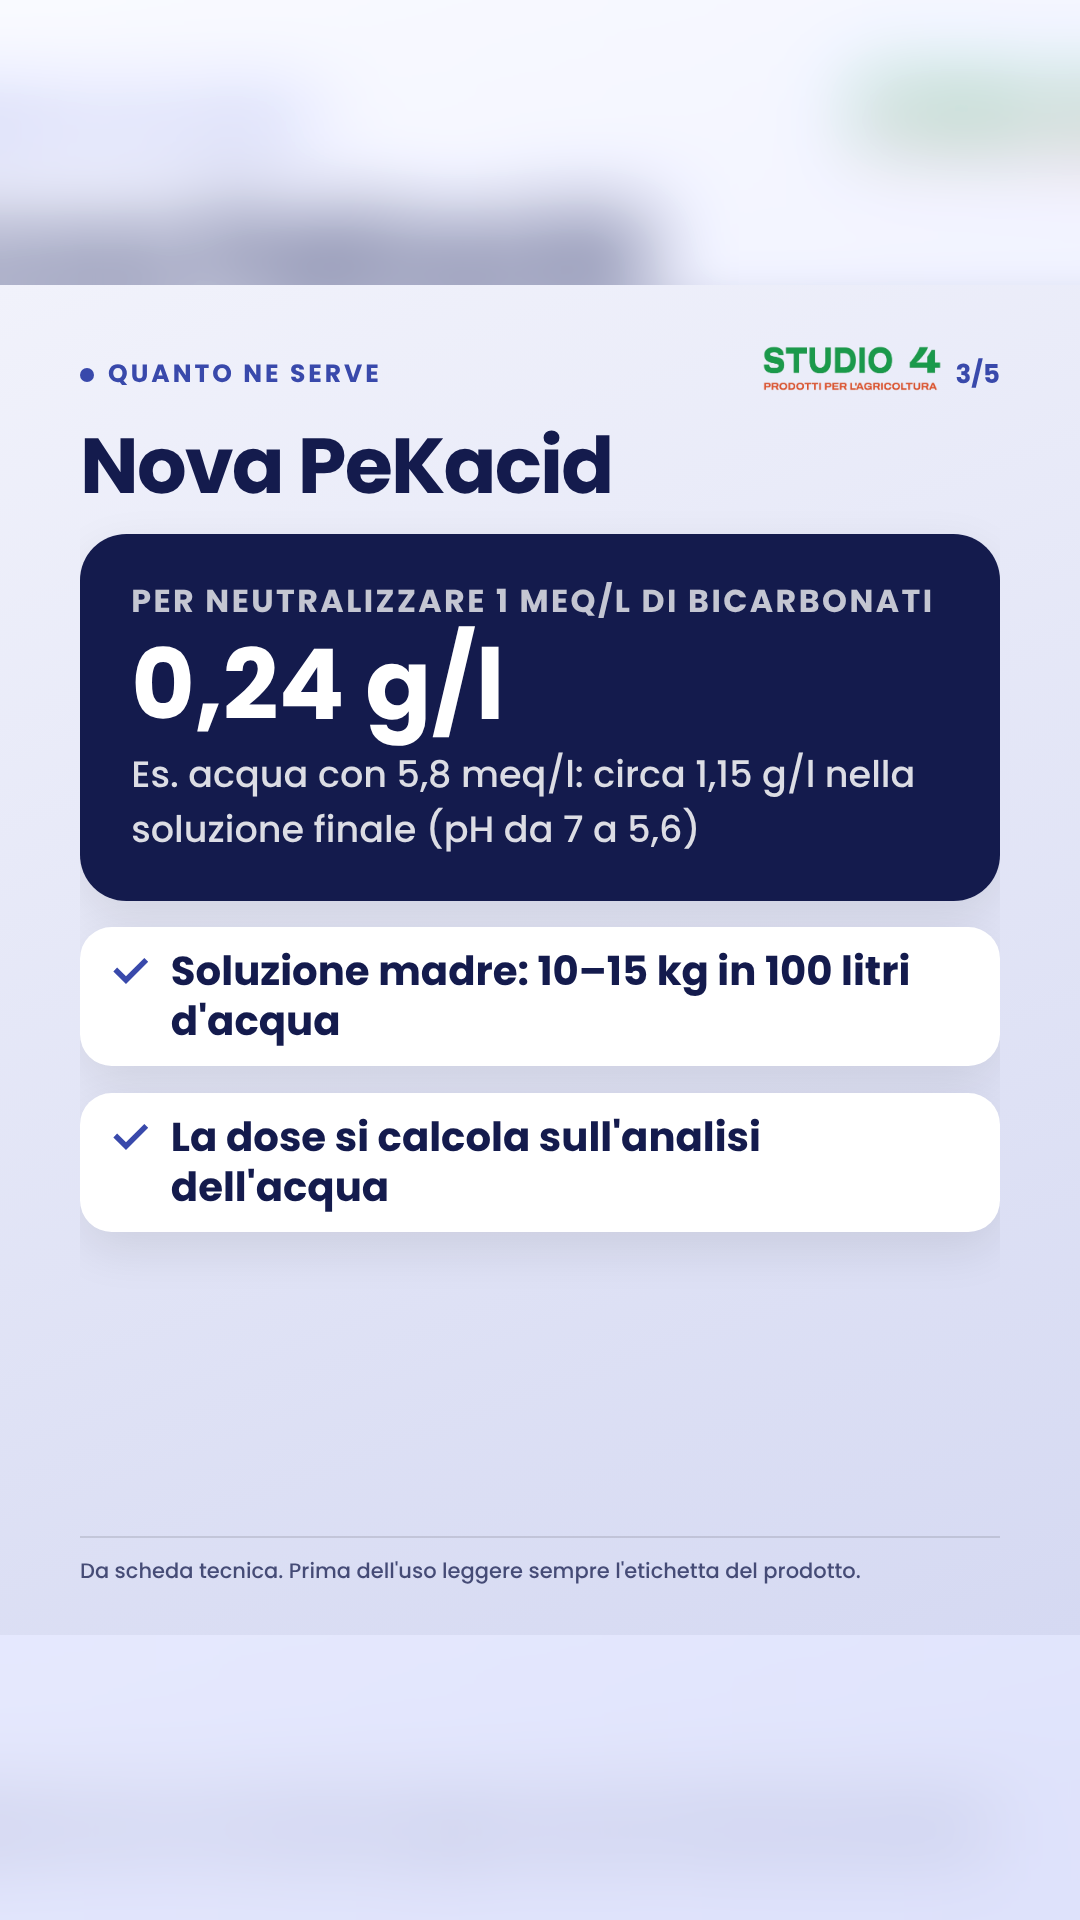 QUANTO NE SERVE
STUDIO 4
PRODOTTI PER L'AGRICOLTURA
3/5
Nova PeKacid
PER NEUTRALIZZARE 1 MEQ/L DI BICARBONATI
0,24 g/l
Es. acqua con 5,8 meq/l: circa 1,15 g/l nella
soluzione finale (pH da 7 a 5,6)
Soluzione madre: 10–15 kg in 100 litri
d'acqua
La dose si calcola sull'analisi
dell'acqua
Da scheda tecnica. Prima dell'uso leggere sempre l'etichetta del prodotto.